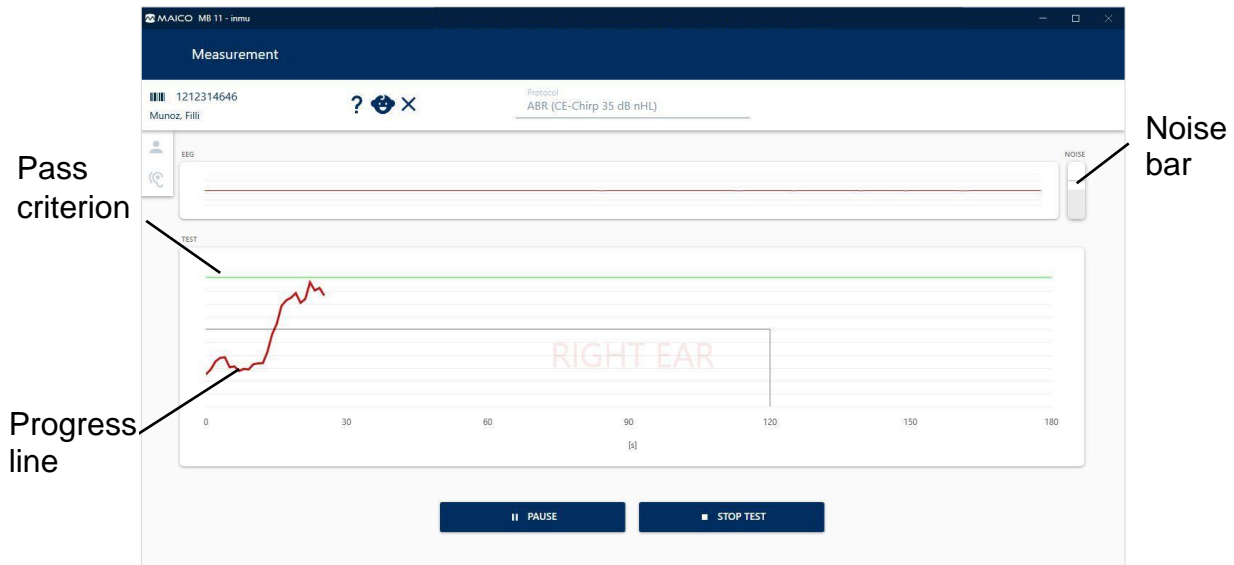 MAICO MB 11 - inmu
Measurement
1212314646
Munoz, Filli
?
Protocol
ABR (CE-Chirp 35 dB nHL)
Noise
bar
EEG
NOISE
Pass
criterion
TEST
RIGHT EAR
Progress
line
0 30 60 90 120 150 180
[s]
PAUSE
STOP TEST